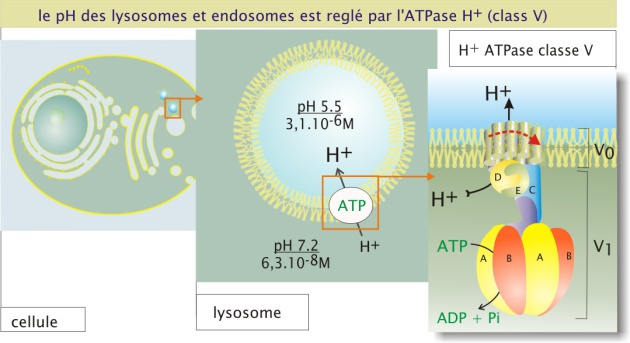 le pH des lysosomes et endosomes est reglé par l'ATPase H+ (class V)
H+ ATPase classe V
pH 5.5
3,1.10-6M
H+
ATP
pH 7.2
6,3.10-8M
H+
cellule
lysosome
H+
V0
D
H+
E
C
ATP
A
B
A
B
V1
ADP + Pi